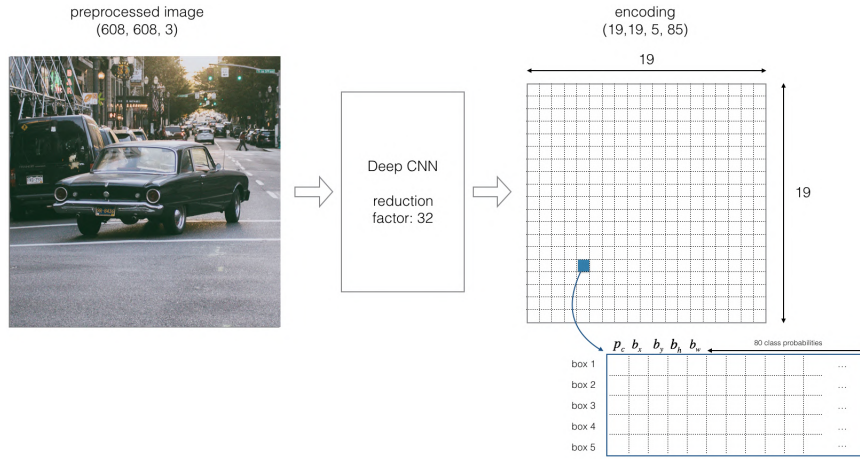 preprocessed image
(608, 608, 3)
Deep CNN
reduction
factor: 32
encoding
(19,19, 5, 85)
19
19
p_c b_x b_y b_h b_w 80 class probabilities
box 1 ...
box 2 ...
box 3 ...
box 4 ...
box 5 ...